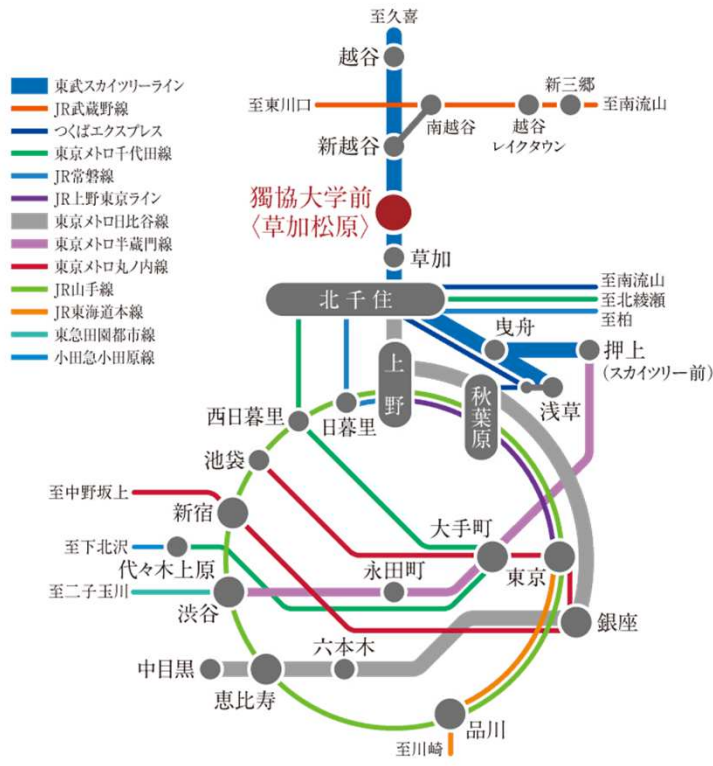 至久喜
越谷
東武スカイツリーライン
JR武蔵野線
つくばエクスプレス
東京メトロ千代田線
JR常磐線
JR上野東京ライン
東京メトロ日比谷線
東京メトロ半蔵門線
東京メトロ丸ノ内線
JR山手線
JR東海道本線
東急田園都市線
小田急小田原線
新三郷
至東川口
至南流山
南越谷
越谷
レイクタウン
新越谷
獨協大学前
〈草加松原〉
草加
北千住
至南流山
至北綾瀬
至柏
曳舟
押上
(スカイツリー前)
上野
秋葉原
浅草
西日暮里
日暮里
池袋
至中野坂上
新宿
大手町
至下北沢
代々木上原
永田町
東京
至二子玉川
渋谷
銀座
六本木
中目黒
恵比寿
品川
至川崎